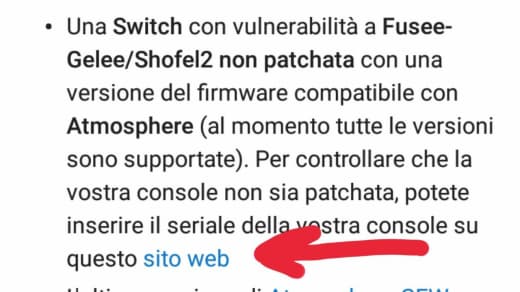 • Una Switch con vulnerabilità a Fusee-
Gelee/Shofel2 non patchata con una
versione del firmware compatibile con
Atmosphere (al momento tutte le versioni
sono supportate). Per controllare che la
vostra console non sia patchata, potete
inserire il seriale della vostra console su
questo sito web